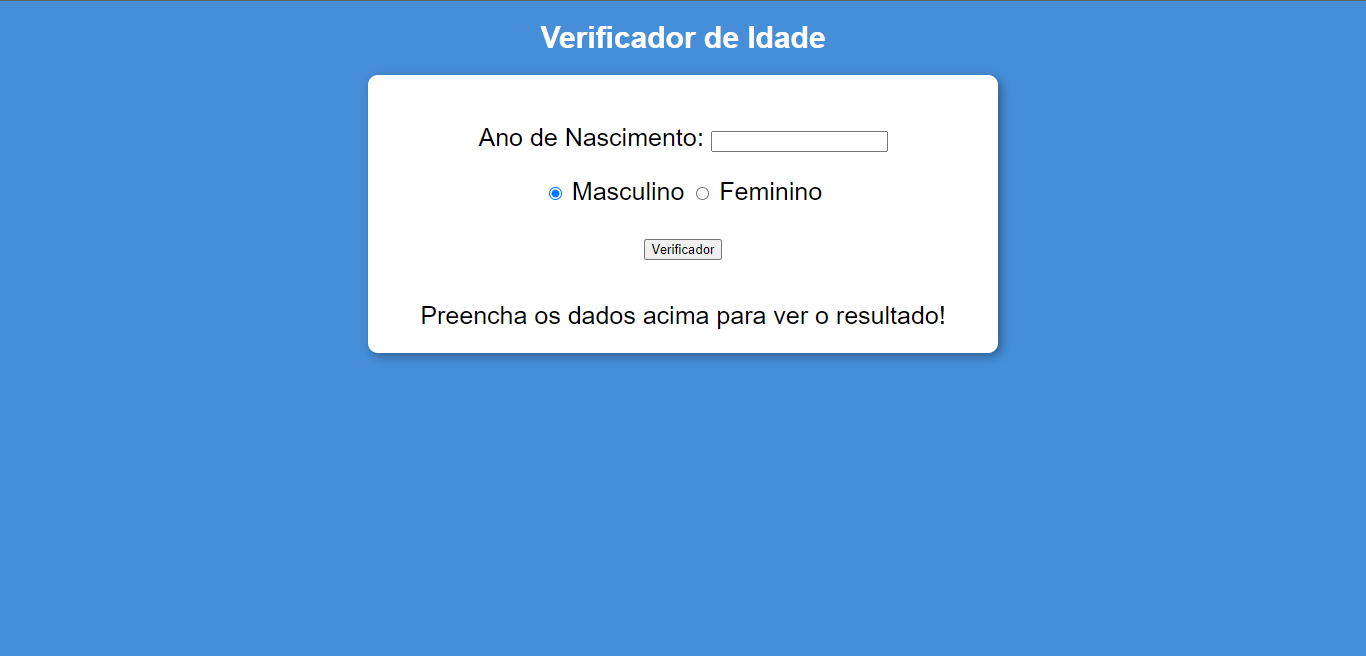 Verificador de Idade
Ano de Nascimento:
Masculino Feminino
Verificador
Preencha os dados acima para ver o resultado!